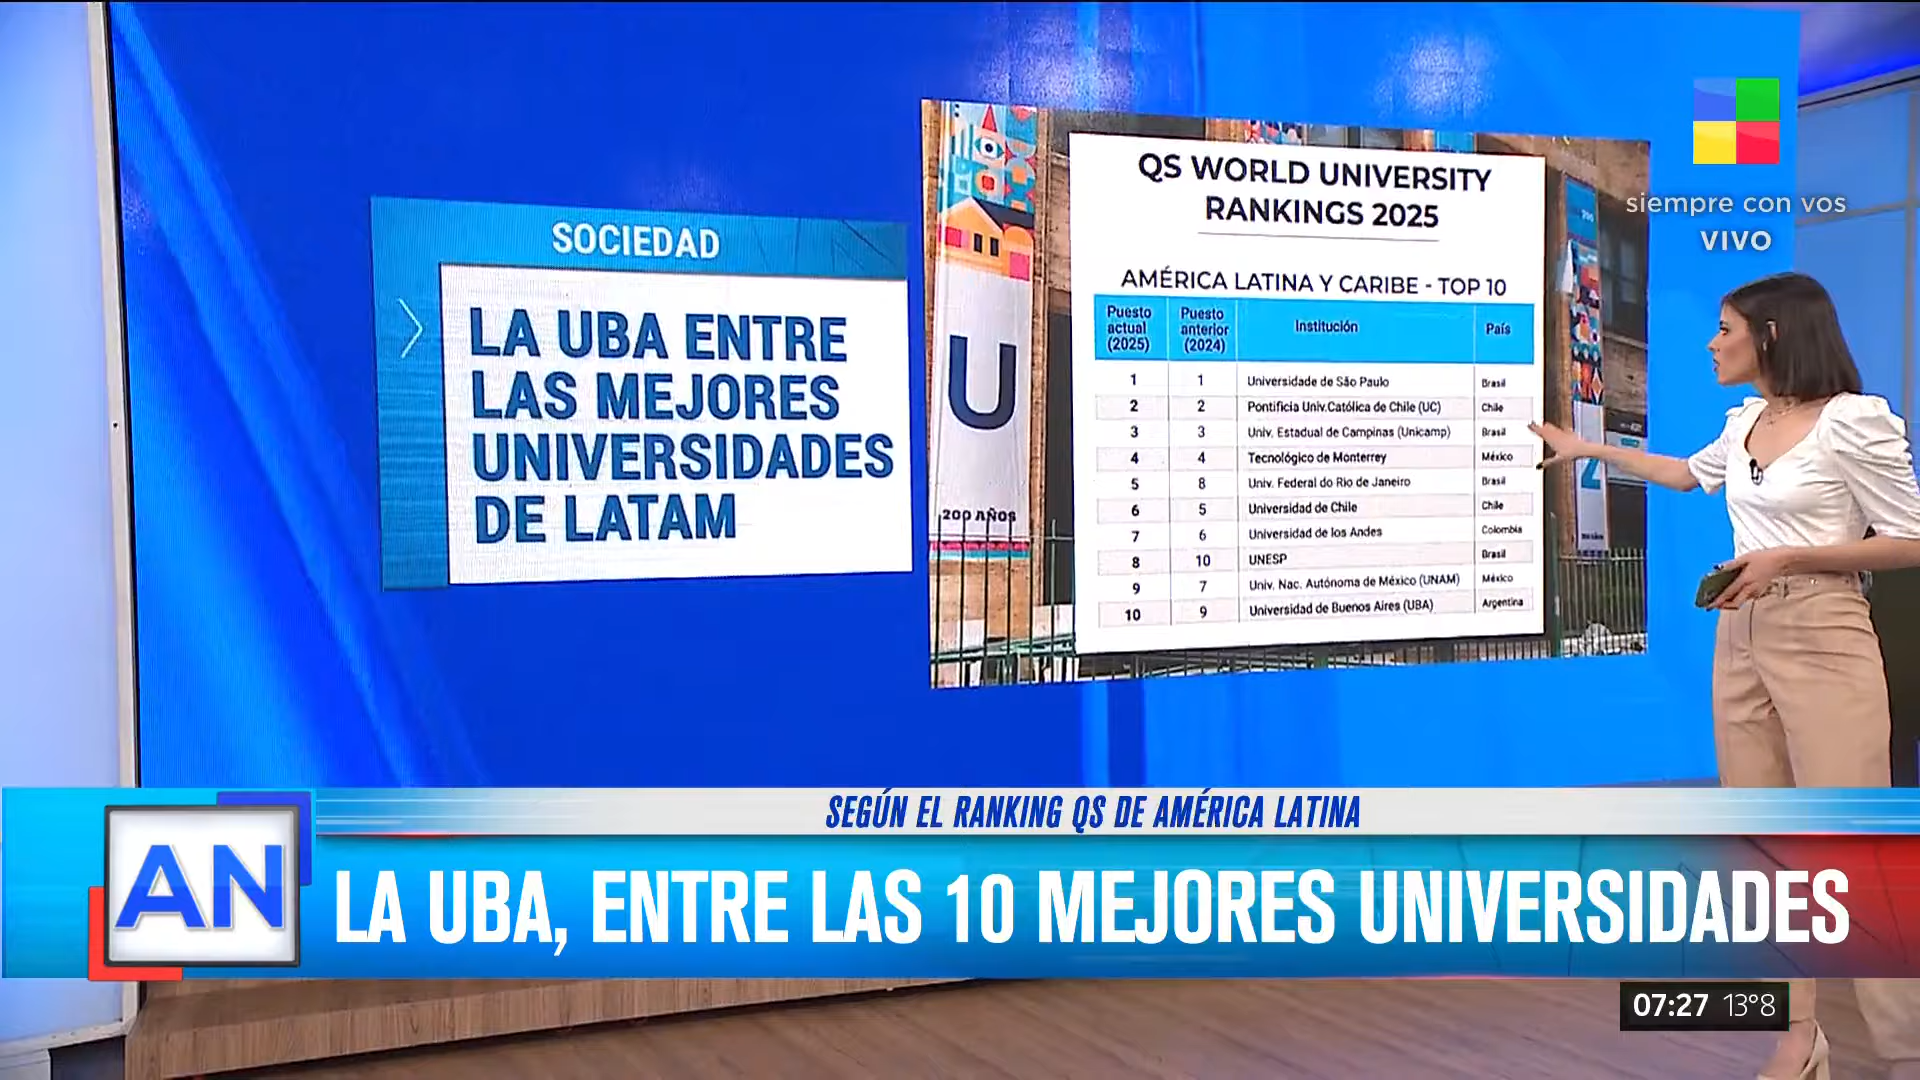 siempre con vos
VIVO
SOCIEDAD
LA UBA ENTRE
LAS MEJORES
UNIVERSIDADES
DE LATAM
U
200 AÑOS
2
QS WORLD UNIVERSITY
RANKINGS 2025
AMÉRICA LATINA Y CARIBE - TOP 10
Puesto actual (2025) Puesto anterior (2024) Institución País
1 1 Universidade de São Paulo Brasil
2 2 Pontificia Univ.Católica de Chile (UC) Chile
3 3 Univ. Estadual de Campinas (Unicamp) Brasil
4 4 Tecnológico de Monterrey México
5 8 Univ. Federal do Rio de Janeiro Brasil
6 5 Universidad de Chile Chile
7 6 Universidad de los Andes Colombia
8 10 UNESP Brasil
9 7 Univ. Nac. Autónoma de México (UNAM) México
10 9 Universidad de Buenos Aires (UBA) Argentina
SEGÚN EL RANKING QS DE AMÉRICA LATINA
AN
LA UBA, ENTRE LAS 10 MEJORES UNIVERSIDADES
07:27 13°8